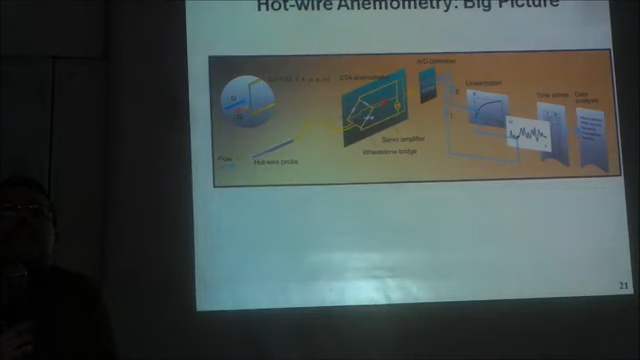 Hot-wire Anemometry: Big Picture
A/D converter
CTA anemometer
Linearization
Time series
Data
analysis
U
Q
E
Servo amplifier
Flow
Hot-wire probe
Wheatstone bridge
21